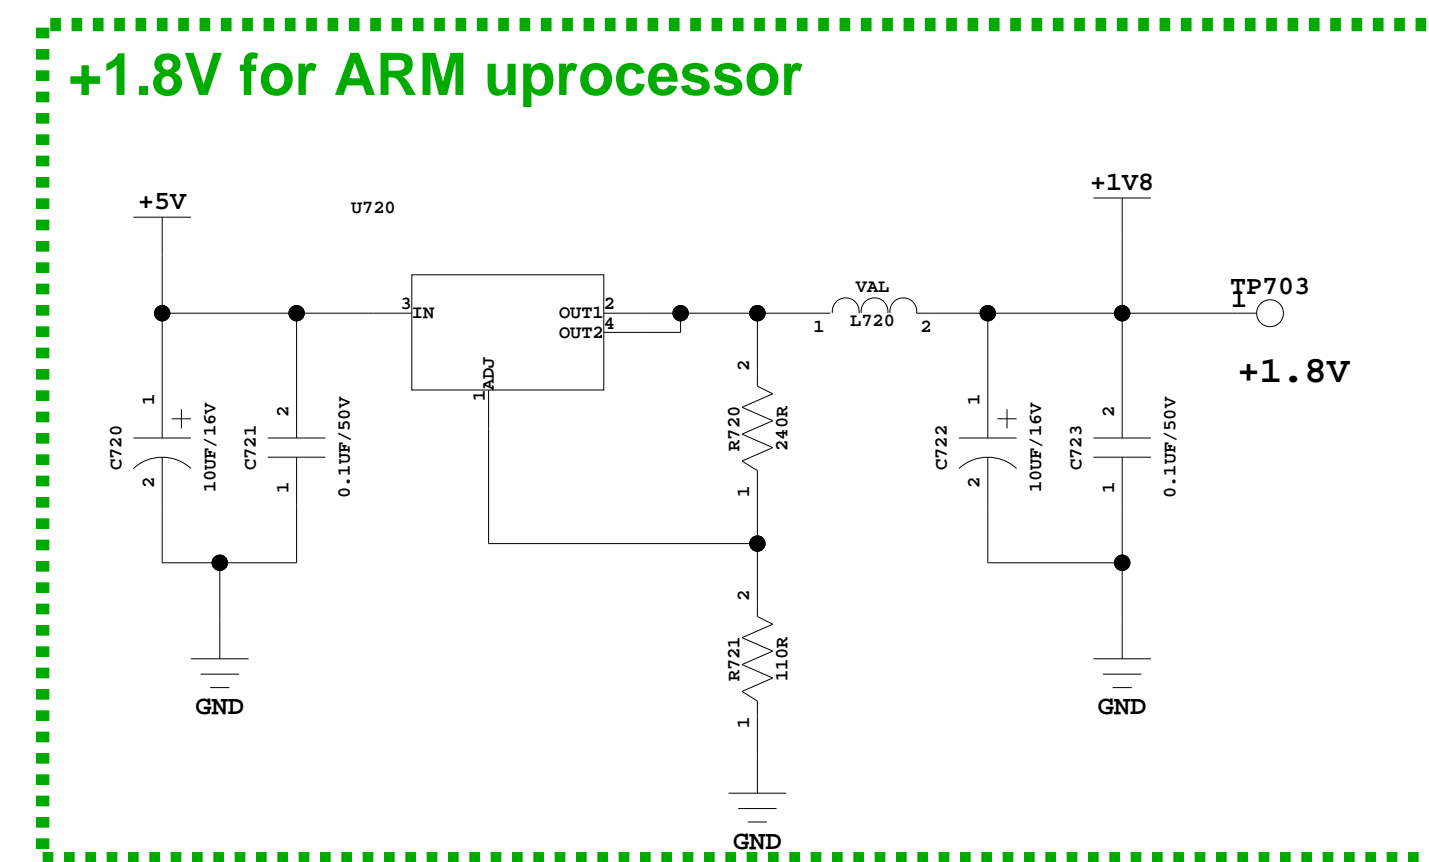 +1.8V for ARM uprocessor
+5V
U720
+1V8
TP703
1
+1.8V
3
IN
OUT1
2
OUT2
4
ADJ
1
VAL
L720
1
2
C720
1
2
10UF/16V
C721
2
1
0.1UF/50V
R720
2
1
240R
C722
1
2
10UF/16V
C723
2
1
0.1UF/50V
R721
2
1
110R
GND
GND
GND